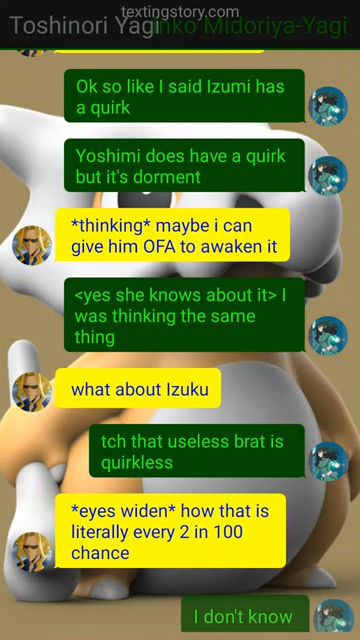 textingstory.com
Toshinori Yagi
nko Midoriya-Yagi
Ok so like I said Izumi has
a quirk
Yoshimi does have a quirk
but it's dorment
*thinking* maybe i can
give him OFA to awaken it
<yes she knows about it> I
was thinking the same
thing
what about Izuku
tch that useless brat is
quirkless
*eyes widen* how that is
literally every 2 in 100
chance
I don't know